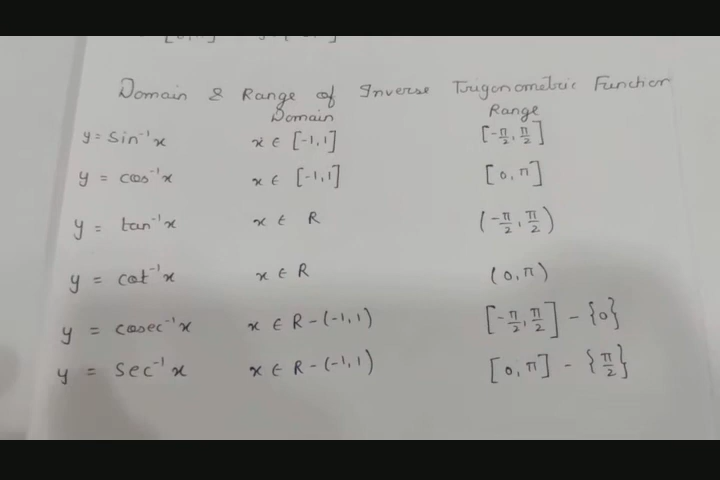 Domain & Range of Inverse Trigonometric Function
Domain Range
y = sin⁻¹x x ∈ [-1,1] [-π/2, π/2]
y = cos⁻¹x x ∈ [-1,1] [0, π]
y = tan⁻¹x x ∈ R (-π/2, π/2)
y = cot⁻¹x x ∈ R (0, π)
y = cosec⁻¹x x ∈ R - (-1,1) [-π/2, π/2] - {0}
y = sec⁻¹x x ∈ R - (-1,1) [0, π] - {π/2}